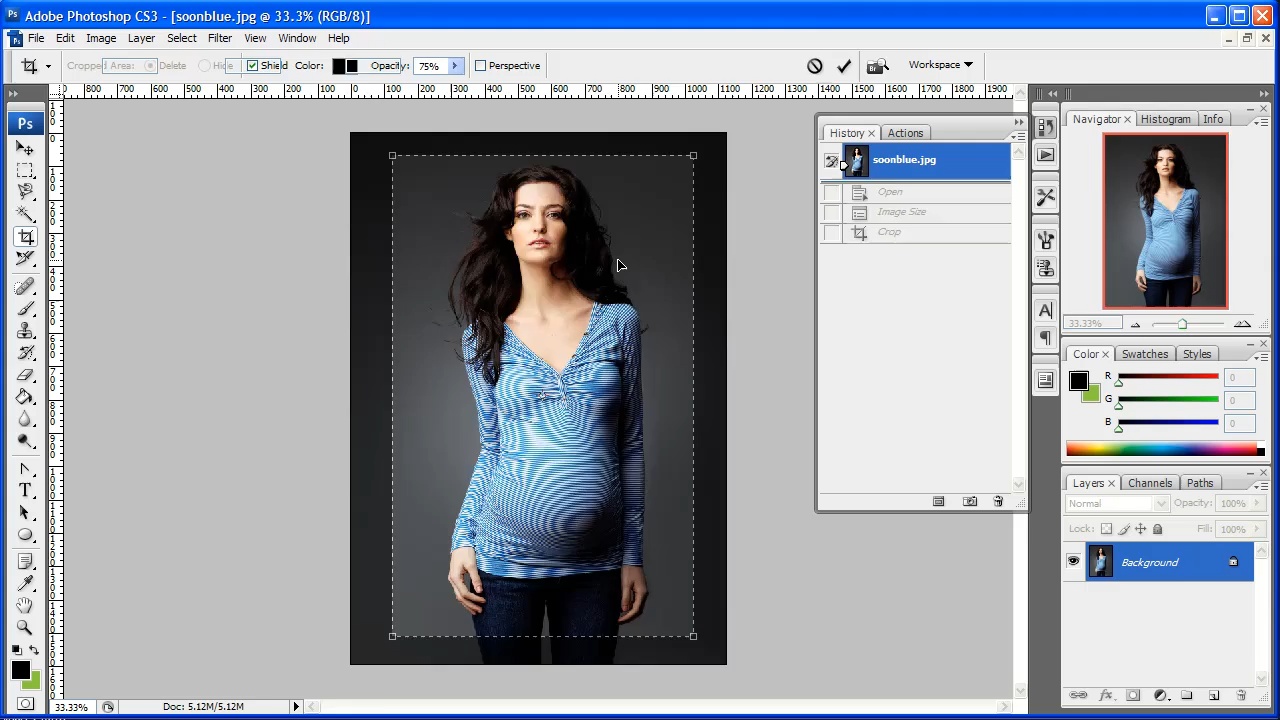 Adobe Photoshop CS3 - [soonblue.jpg @ 33.3% (RGB/8)]
File Edit Image Layer Select Filter View Window Help
Cropped Area: Delete Hide Shield Color: Opacity: 75% Perspective Workspace
800 700 600 500 400 300 200 100 0 100 200 300 400 500 600 700 800 900 1000 1100 1200 1300 1400 1500 1600 1700 1800 1900
Ps
History × Actions
soonblue.jpg
Open
Image Size
Crop
Navigator × Histogram Info
33.33%
Color × Swatches Styles
R 0
G 0
B 0
Layers × Channels Paths
Normal Opacity: 100%
Lock: Fill: 100%
Background
33.33% Doc: 5.12M/5.12M